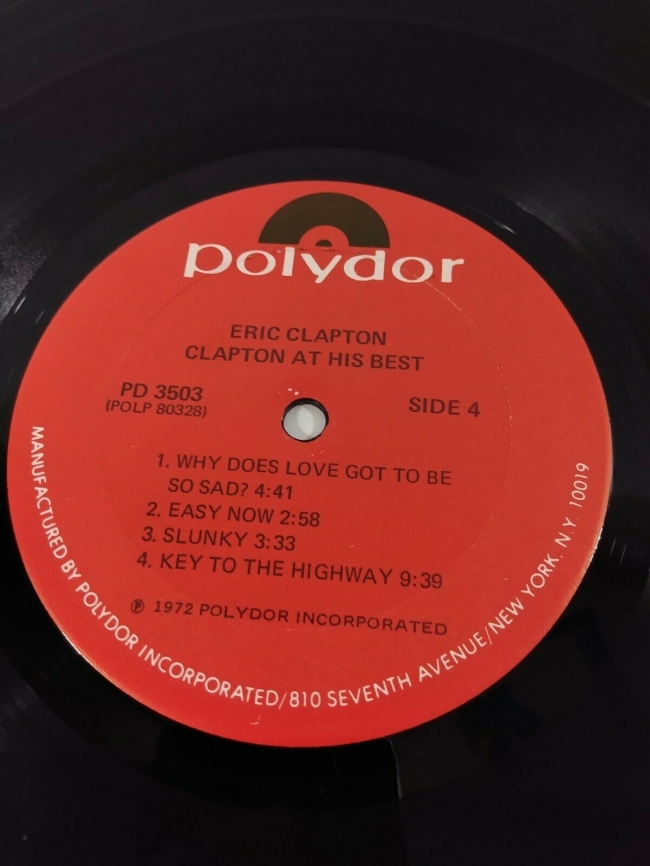 polydor
ERIC CLAPTON
CLAPTON AT HIS BEST
PD 3503
(POLP 80328)
SIDE 4
1. WHY DOES LOVE GOT TO BE
SO SAD? 4:41
2. EASY NOW 2:58
3. SLUNKY 3:33
4. KEY TO THE HIGHWAY 9:39
℗ 1972 POLYDOR INCORPORATED
MANUFACTURED BY POLYDOR INCORPORATED/810 SEVENTH AVENUE/NEW YORK. N.Y. 10019